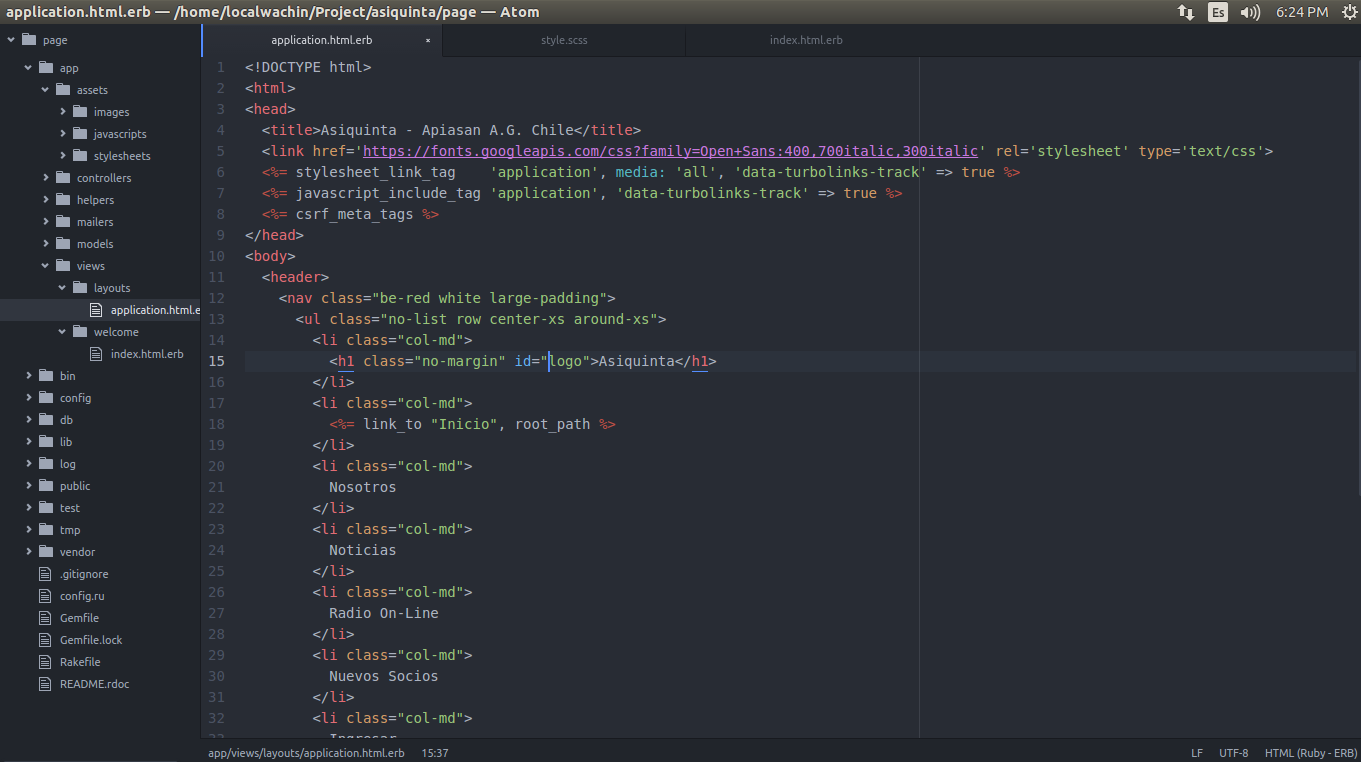 application.html.erb — /home/localwachin/Project/asiquinta/page — Atom
Es
6:24 PM
page
app
assets
images
javascripts
stylesheets
controllers
helpers
mailers
models
views
layouts
application.html.e
welcome
index.html.erb
bin
config
db
lib
log
public
test
tmp
vendor
.gitignore
config.ru
Gemfile
Gemfile.lock
Rakefile
README.rdoc
application.html.erb
style.scss
index.html.erb
1 <!DOCTYPE html>
2 <html>
3 <head>
4   <title>Asiquinta - Apiasan A.G. Chile</title>
5   <link href='https://fonts.googleapis.com/css?family=Open+Sans:400,700italic,300italic' rel='stylesheet' type='text/css'>
6   <%= stylesheet_link_tag    'application', media: 'all', 'data-turbolinks-track' => true %>
7   <%= javascript_include_tag 'application', 'data-turbolinks-track' => true %>
8   <%= csrf_meta_tags %>
9 </head>
10 <body>
11   <header>
12     <nav class="be-red white large-padding">
13       <ul class="no-list row center-xs around-xs">
14         <li class="col-md">
15           <h1 class="no-margin" id="logo">Asiquinta</h1>
16         </li>
17         <li class="col-md">
18           <%= link_to "Inicio", root_path %>
19         </li>
20         <li class="col-md">
21           Nosotros
22         </li>
23         <li class="col-md">
24           Noticias
25         </li>
26         <li class="col-md">
27           Radio On-Line
28         </li>
29         <li class="col-md">
30           Nuevos Socios
31         </li>
32         <li class="col-md">
33           Ingresar
app/views/layouts/application.html.erb
15:37
LF
UTF-8
HTML (Ruby - ERB)